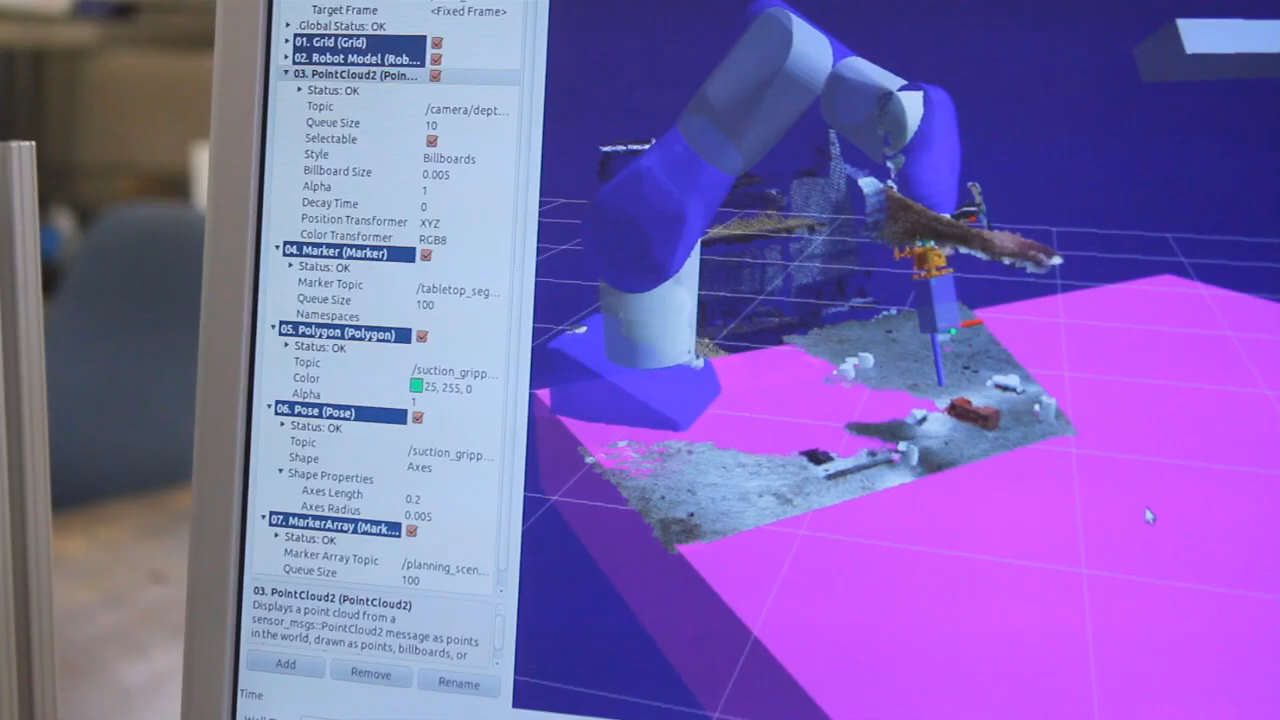 Target Frame <Fixed Frame>
.Global Status: OK
01. Grid (Grid)
02. Robot Model (Rob...
03. PointCloud2 (Poin...
Status: OK
Topic /camera/dept...
Queue Size 10
Selectable
Style Billboards
Billboard Size 0.005
Alpha 1
Decay Time 0
Position Transformer XYZ
Color Transformer RGB8
04. Marker (Marker)
Status: OK
Marker Topic /tabletop_seg...
Queue Size 100
Namespaces
05. Polygon (Polygon)
Status: OK
Topic /suction_gripp...
Color 25, 255, 0
Alpha 1
06. Pose (Pose)
Status: OK
Topic /suction_gripp...
Shape Axes
Shape Properties
Axes Length 0.2
Axes Radius 0.005
07. MarkerArray (Mark...
Status: OK
Marker Array Topic /planning_scen...
Queue Size 100
03. PointCloud2 (PointCloud2)
Displays a point cloud from a
sensor_msgs::PointCloud2 message as points
in the world, drawn as points, billboards, or
Add Remove Rename
Time